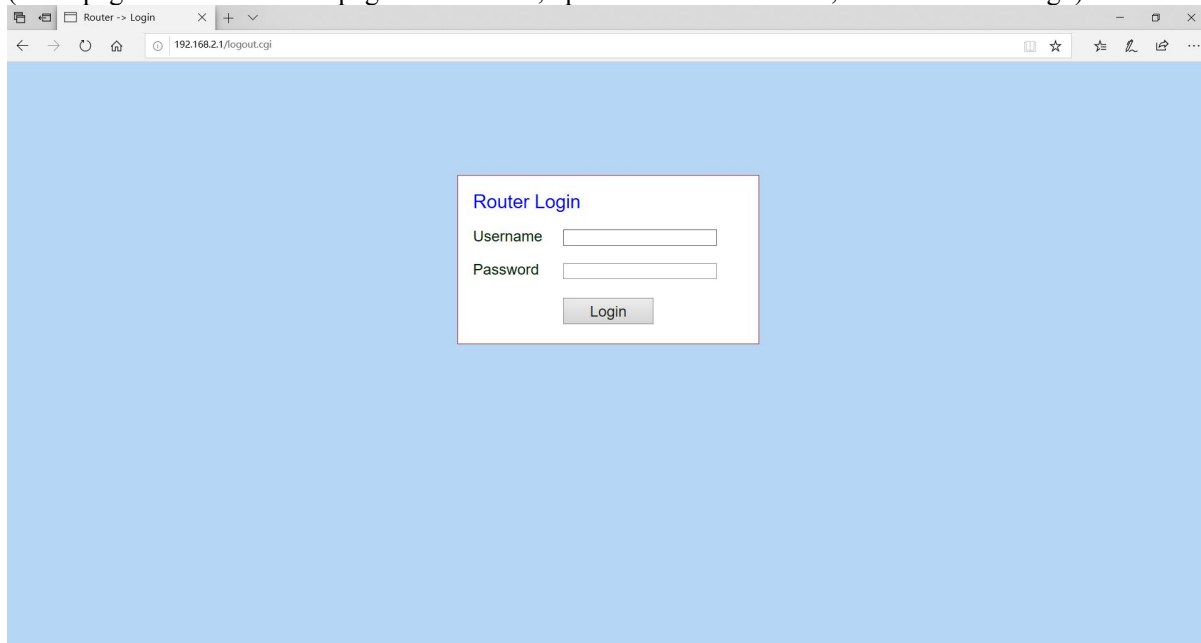 Router -> Login
192.168.2.1/logout.cgi
Router Login
Username
Password
Login